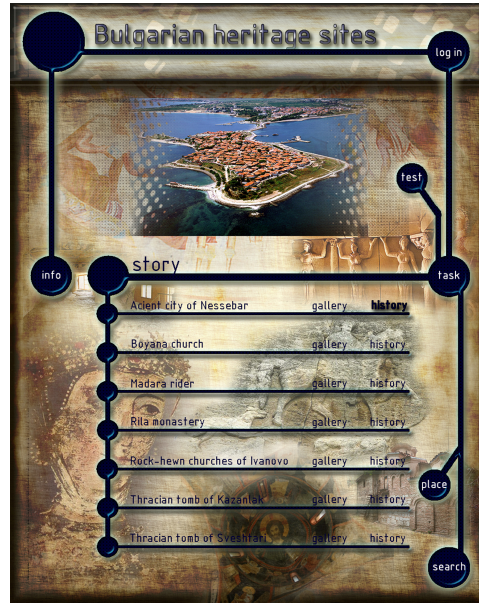 Bulgarian heritage sites
log in
test
story
info
task
Acient city of Nessebar gallery history
Boyana church gallery history
Madara rider gallery history
Rila monastery gallery history
Rock-hewn churches of Ivanovo gallery history
place
Thracian tomb of Kazanlak gallery history
Thracian tomb of Sveshtari gallery history
search